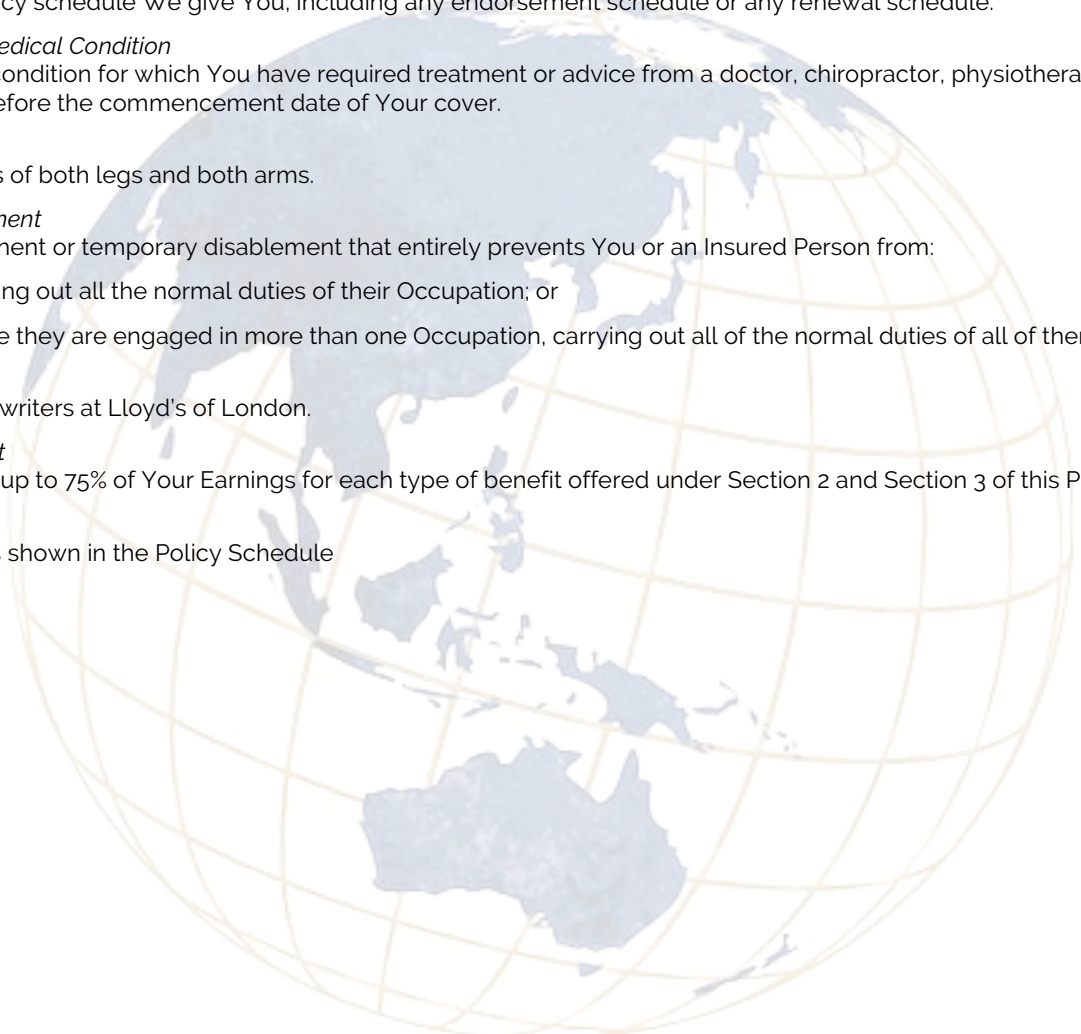 cy schedule We give You, including any endorsement schedule or any renewal schedule.
edical Condition
condition for which You have required treatment or advice from a doctor, chiropractor, physiothera
efore the commencement date of Your cover.
s of both legs and both arms.
ment
ment or temporary disablement that entirely prevents You or an Insured Person from:
ng out all the normal duties of their Occupation; or
e they are engaged in more than one Occupation, carrying out all of the normal duties of all of the
writers at Lloyd's of London.
t
up to 75% of Your Earnings for each type of benefit offered under Section 2 and Section 3 of this P
s shown in the Policy Schedule